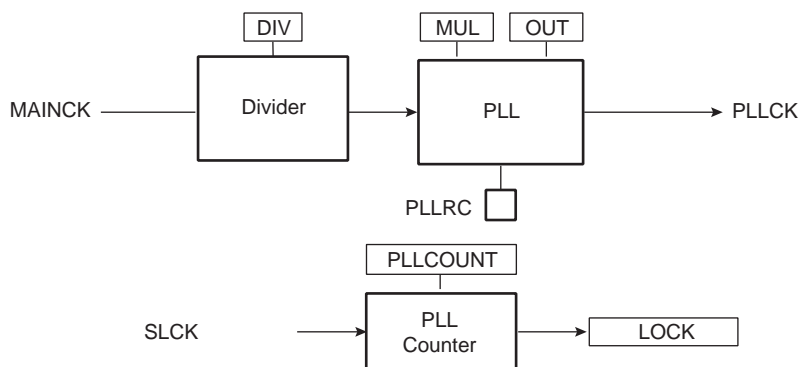 DIV
MUL
OUT
MAINCK
Divider
PLL
PLLCK
PLLRC
PLLCOUNT
SLCK
PLL
Counter
LOCK